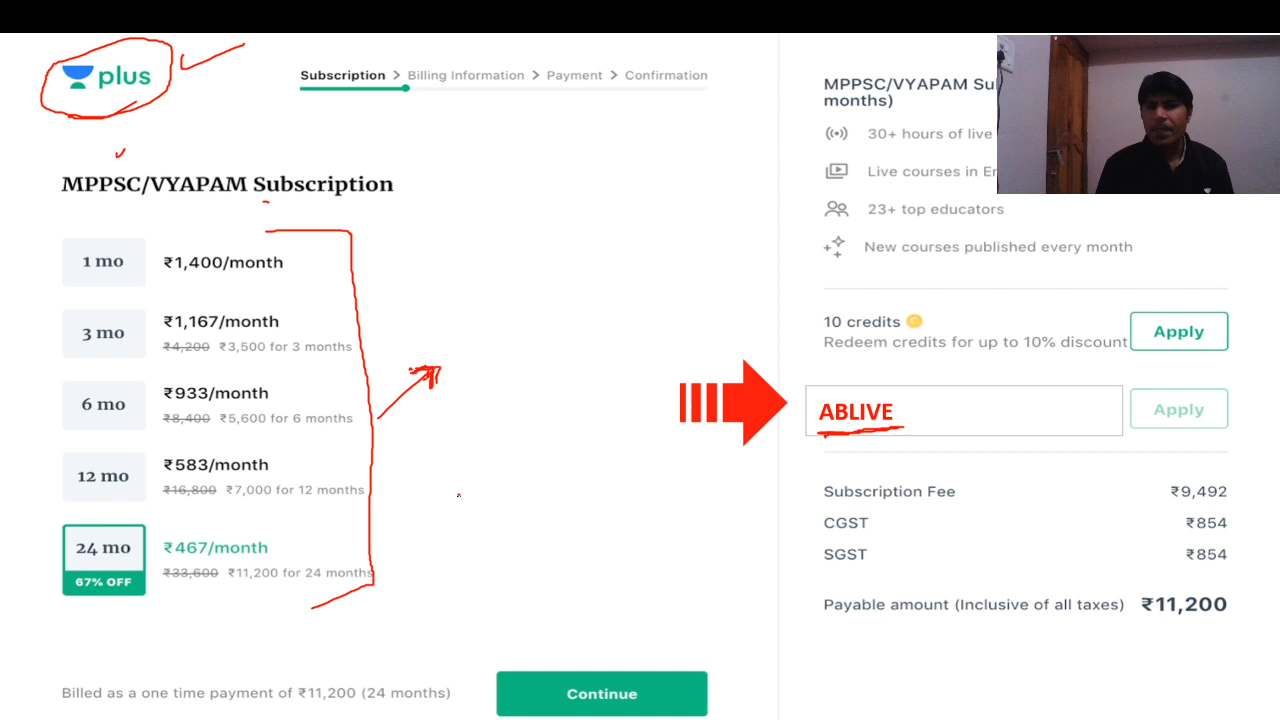 plus
Subscription > Billing Information > Payment > Confirmation
MPPSC/VYAPAM Subscription
1 mo
₹1,400/month
3 mo
₹1,167/month
₹4,200 ₹3,500 for 3 months
6 mo
₹933/month
₹8,400 ₹5,600 for 6 months
12 mo
₹583/month
₹16,800 ₹7,000 for 12 months
24 mo
67% OFF
₹467/month
₹33,600 ₹11,200 for 24 months
Billed as a one time payment of ₹11,200 (24 months)
Continue
MPPSC/VYAPAM
months)
30+ hours of live
Live courses in
23+ top educators
New courses published every month
10 credits
Redeem credits for up to 10% discount
Apply
ABLIVE
Apply
Subscription Fee ₹9,492
CGST ₹854
SGST ₹854
Payable amount (Inclusive of all taxes) ₹11,200